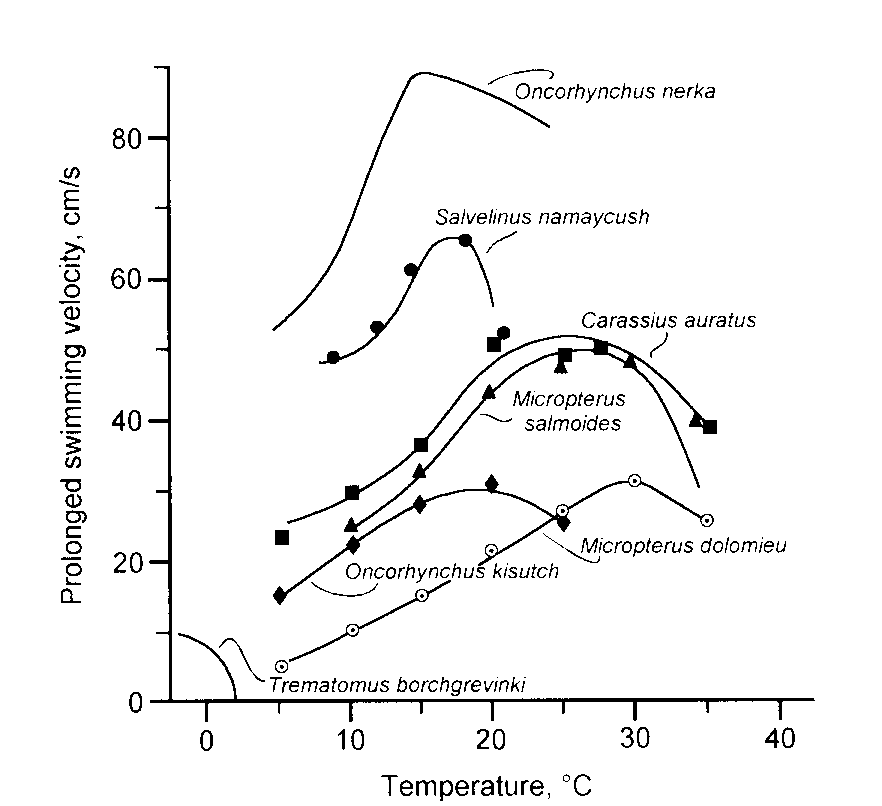 Oncorhynchus nerka
80
Salvelinus namaycush
60
Carassius auratus
Micropterus
salmoides
40
Micropterus dolomieu
20
Oncorhynchus kisutch
Trematomus borchgrevinki
0
0 10 20 30 40
Temperature, °C
Prolonged swimming velocity, cm/s